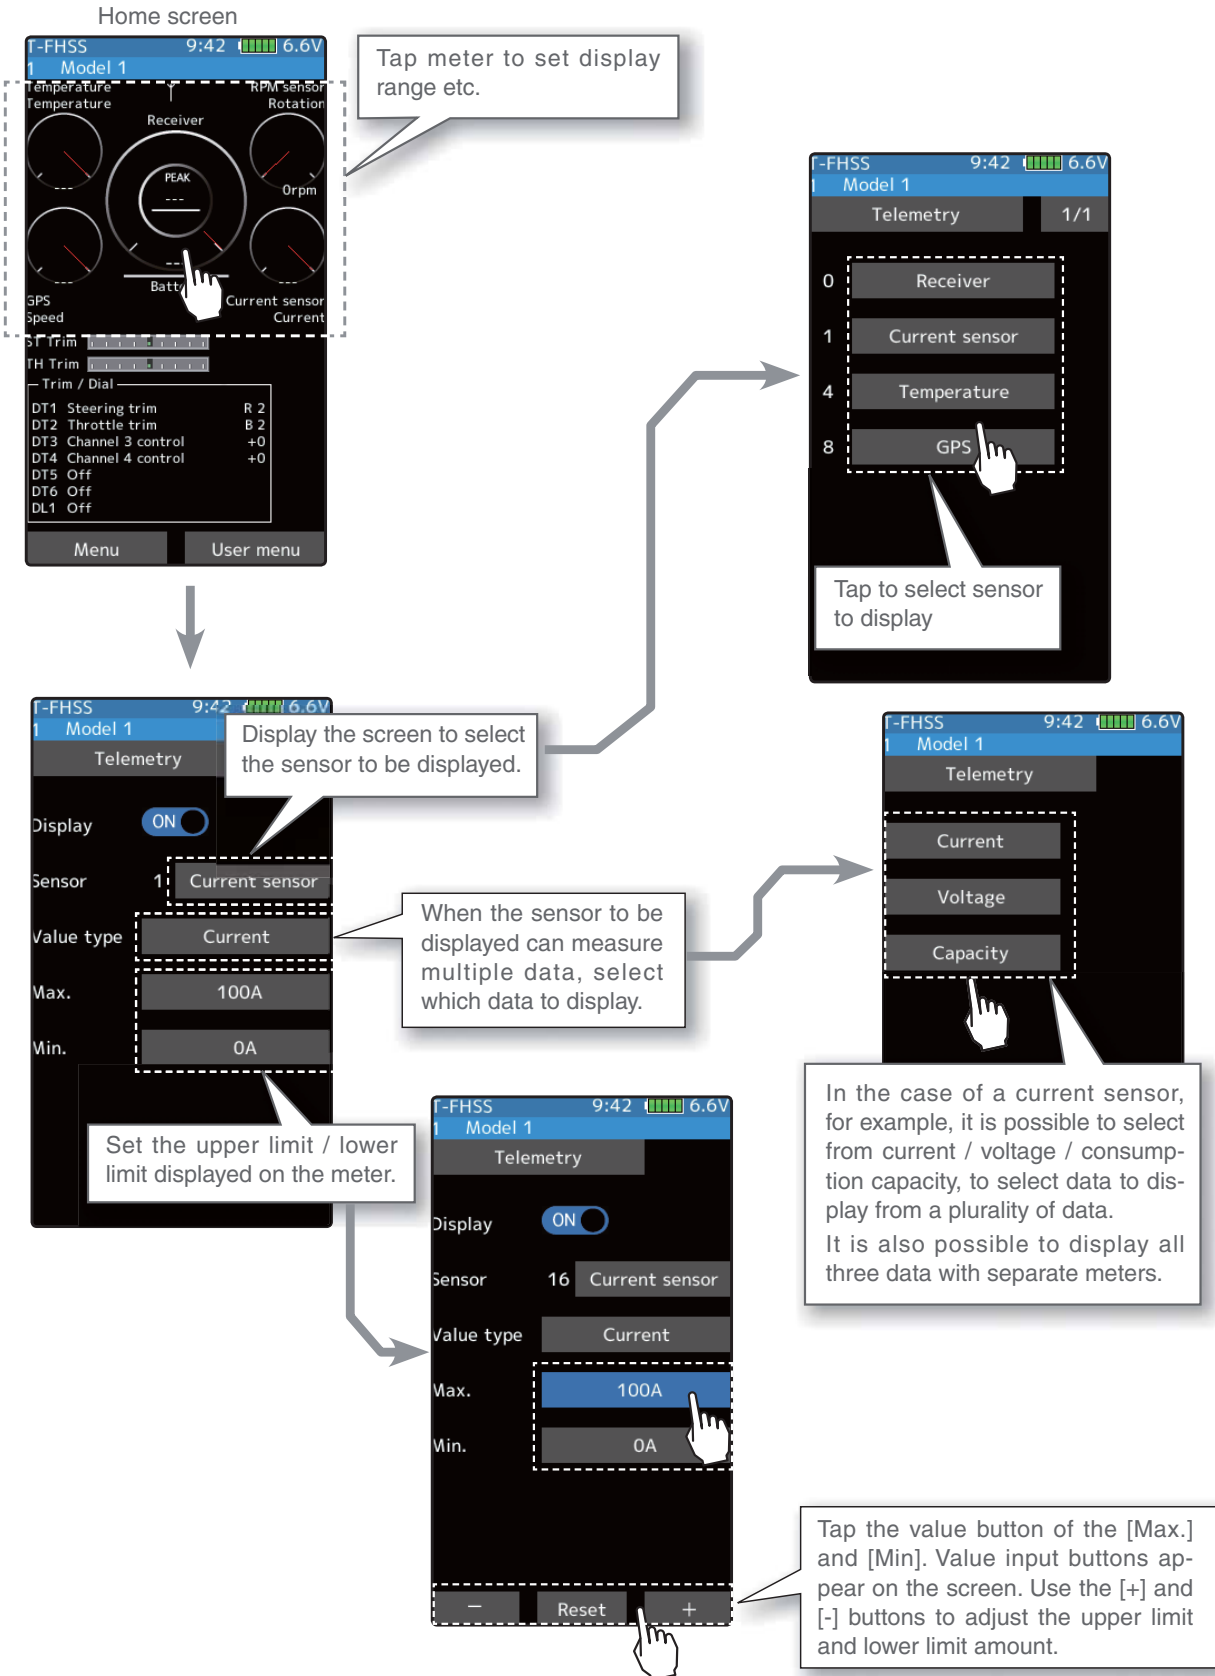 Home screen
T-FHSS 9:42 6.6V
1 Model 1
Temperature RPM sensor
Temperature Rotation
Receiver
PEAK
---
--- 0rpm
---
--- ---
Batt
GPS Current sensor
Speed Current
ST Trim
TH Trim
Trim / Dial
DT1 Steering trim R 2
DT2 Throttle trim B 2
DT3 Channel 3 control +0
DT4 Channel 4 control +0
DT5 Off
DT6 Off
DL1 Off
Menu User menu
Tap meter to set display
range etc.
T-FHSS 9:42 6.6V
1 Model 1
Telemetry 1/1
0 Receiver
1 Current sensor
4 Temperature
8 GPS
Tap to select sensor
to display
T-FHSS 9:42 6.6V
1 Model 1
Telemetry
Display ON
Sensor 1 Current sensor
Value type Current
Max. 100A
Min. 0A
Display the screen to select
the sensor to be displayed.
When the sensor to be
displayed can measure
multiple data, select
which data to display.
Set the upper limit / lower
limit displayed on the meter.
T-FHSS 9:42 6.6V
1 Model 1
Telemetry
Current
Voltage
Capacity
In the case of a current sensor,
for example, it is possible to select
from current / voltage / consump-
tion capacity, to select data to dis-
play from a plurality of data.
It is also possible to display all
three data with separate meters.
T-FHSS 9:42 6.6V
1 Model 1
Telemetry
Display ON
Sensor 16 Current sensor
Value type Current
Max. 100A
Min. 0A
− Reset +
Tap the value button of the [Max.]
and [Min]. Value input buttons ap-
pear on the screen. Use the [+] and
[-] buttons to adjust the upper limit
and lower limit amount.